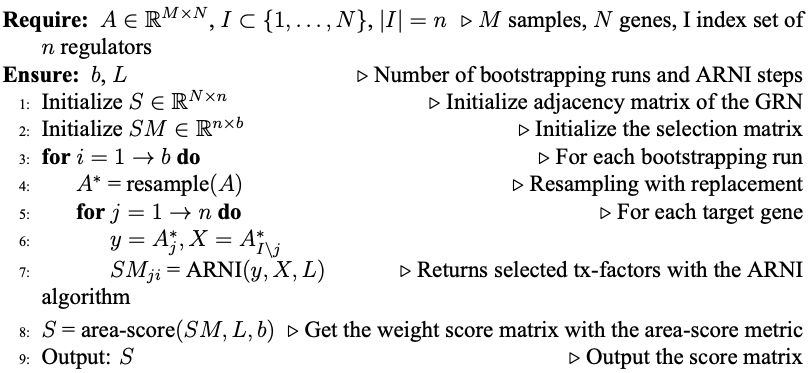 Require: A ∈ ℝ^{M×N}, I ⊂ {1, . . . , N}, |I| = n ▷ M samples, N genes, I index set of
n regulators
Ensure: b, L ▷ Number of bootstrapping runs and ARNI steps
1: Initialize S ∈ ℝ^{N×n} ▷ Initialize adjacency matrix of the GRN
2: Initialize SM ∈ ℝ^{n×b} ▷ Initialize the selection matrix
3: for i = 1 → b do ▷ For each bootstrapping run
4: A* = resample(A) ▷ Resampling with replacement
5: for j = 1 → n do ▷ For each target gene
6: y = A*_j, X = A*_{I\j}
7: SM_{ji} = ARNI(y, X, L) ▷ Returns selected tx-factors with the ARNI
algorithm
8: S = area-score(SM, L, b) ▷ Get the weight score matrix with the area-score metric
9: Output: S ▷ Output the score matrix